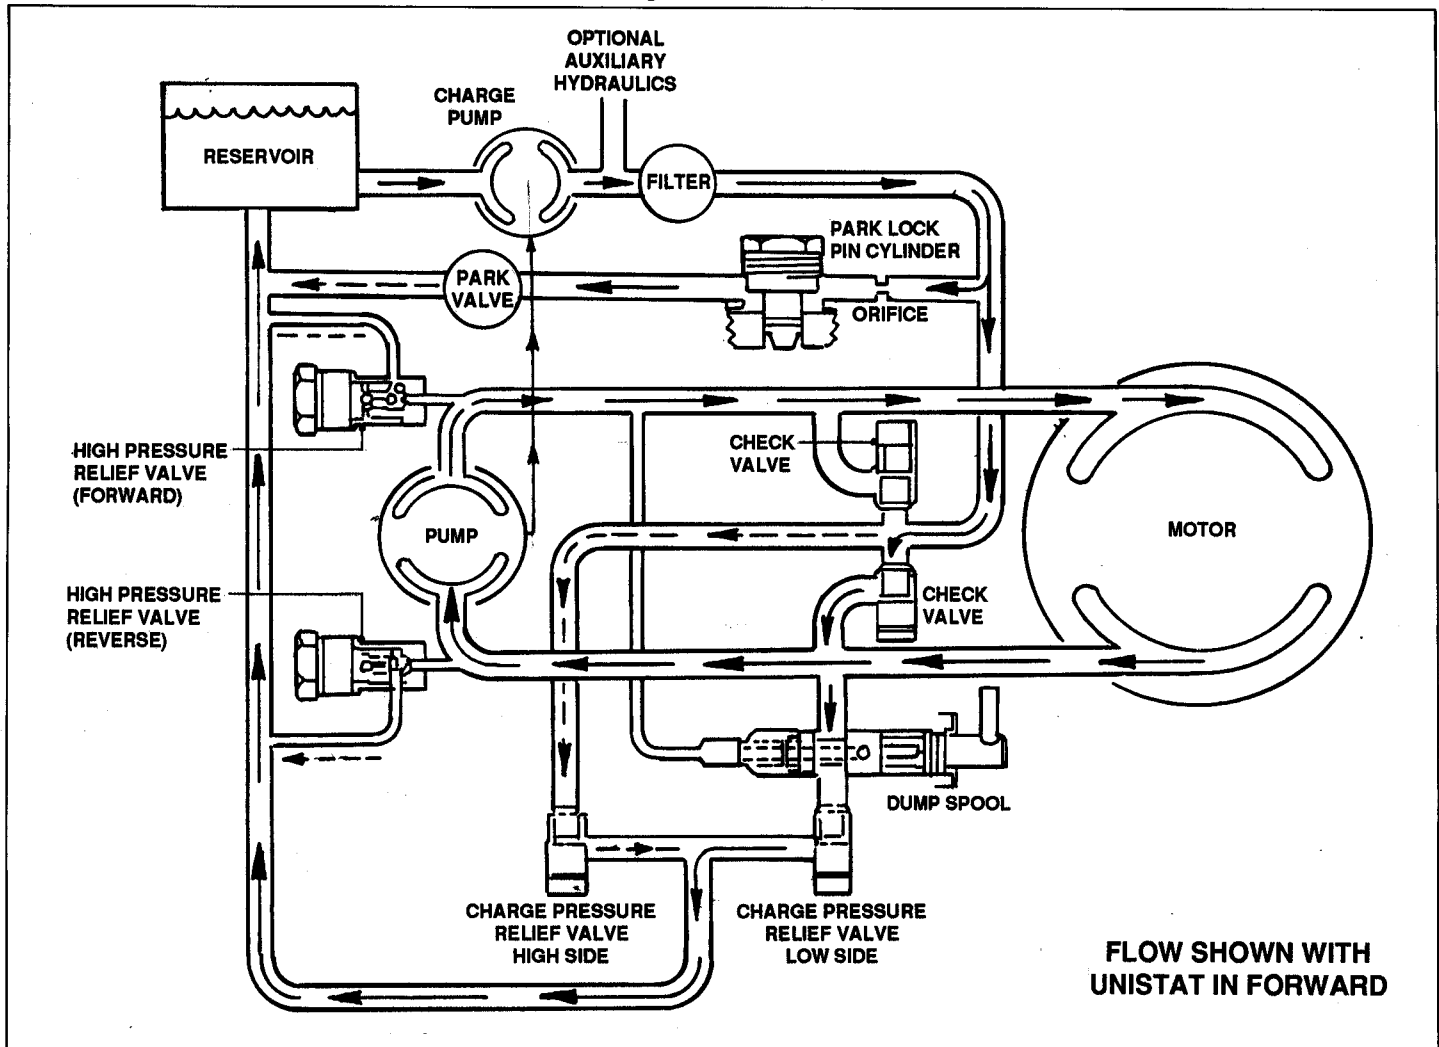 OPTIONAL
AUXILIARY
HYDRAULICS
CHARGE
PUMP
RESERVOIR
FILTER
PARK LOCK
PIN CYLINDER
PARK
VALVE
ORIFICE
HIGH PRESSURE
RELIEF VALVE
(FORWARD)
CHECK
VALVE
PUMP
MOTOR
HIGH PRESSURE
RELIEF VALVE
(REVERSE)
CHECK
VALVE
DUMP SPOOL
CHARGE PRESSURE
RELIEF VALVE
HIGH SIDE
CHARGE PRESSURE
RELIEF VALVE
LOW SIDE
FLOW SHOWN WITH
UNISTAT IN FORWARD